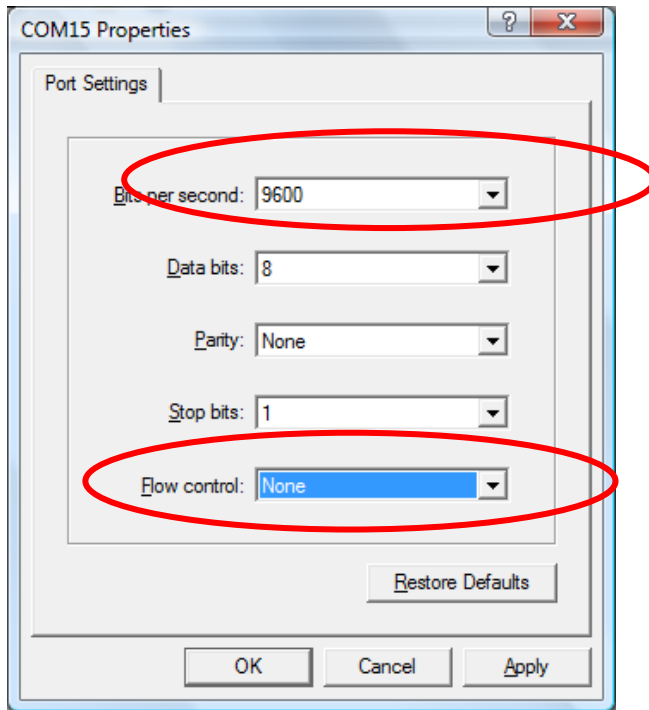 COM15 Properties
Port Settings
Bits per second: 9600
Data bits: 8
Parity: None
Stop bits: 1
Flow control: None
Restore Defaults
OK Cancel Apply